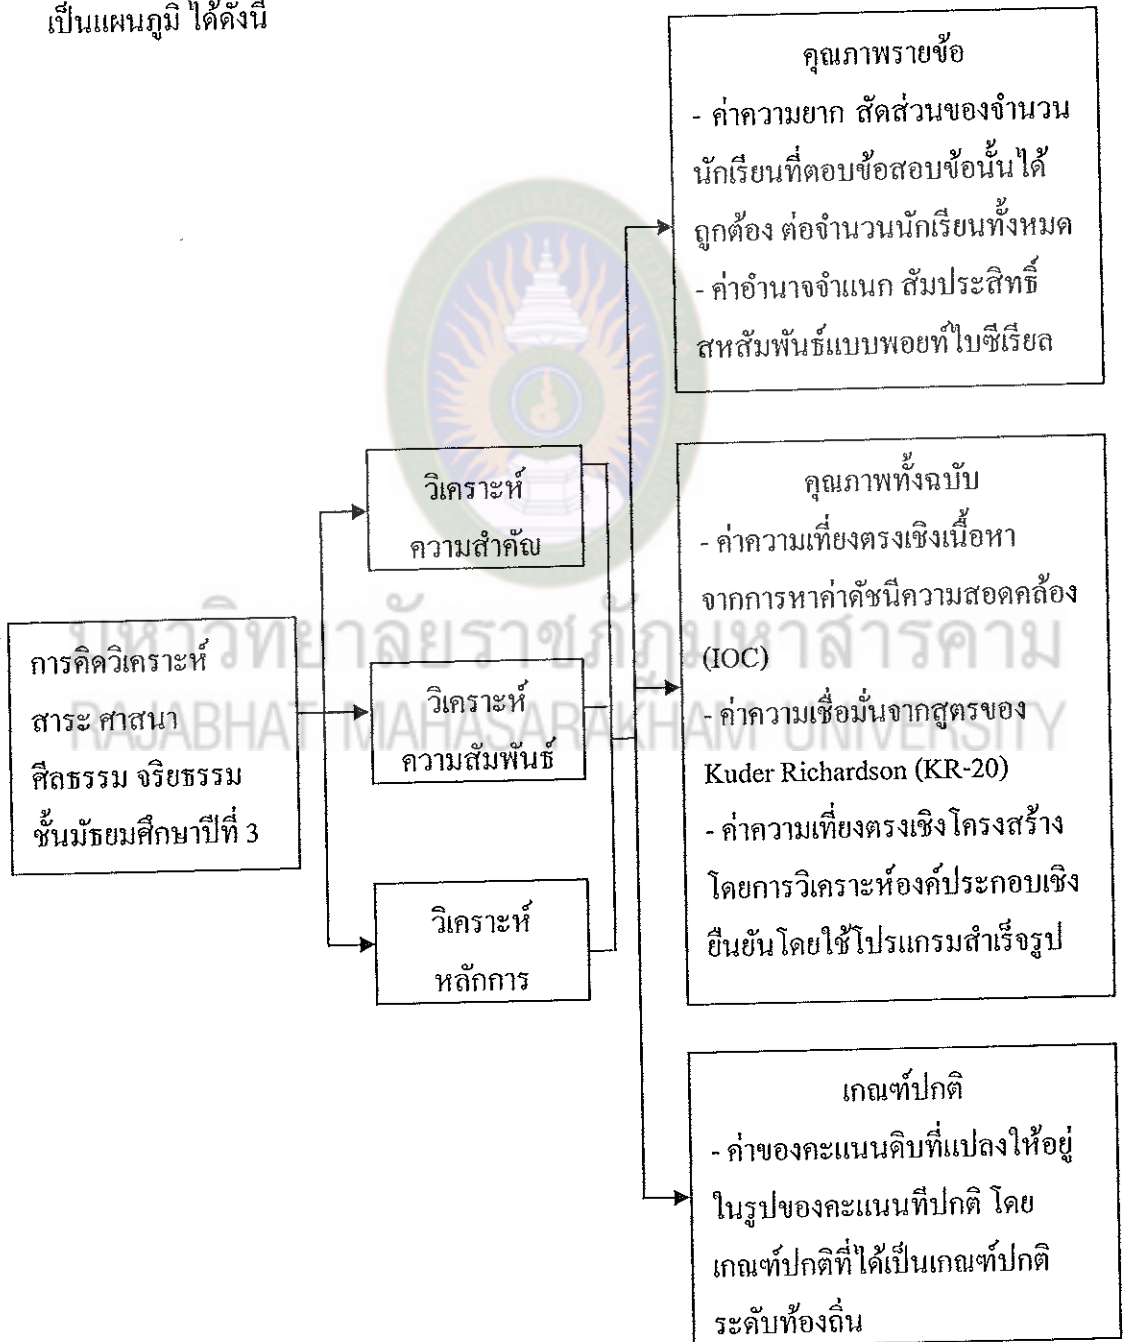 เป็นแผนภูมิ ได้ดังนี้
คุณภาพรายข้อ
- ค่าความยาก สัดส่วนของจำนวน
นักเรียนที่ตอบข้อสอบข้อนั้นได้
ถูกต้อง ต่อจำนวนนักเรียนทั้งหมด
- ค่าอำนาจจำแนก สัมประสิทธิ์
สหสัมพันธ์แบบพอยท์ไบซีเรียล
วิเคราะห์
ความสำคัญ
คุณภาพทั้งฉบับ
- ค่าความเที่ยงตรงเชิงเนื้อหา
จากการหาค่าดัชนีความสอดคล้อง
(IOC)
- ค่าความเชื่อมั่นจากสูตรของ
Kuder Richardson (KR-20)
- ค่าความเที่ยงตรงเชิงโครงสร้าง
โดยการวิเคราะห์องค์ประกอบเชิง
ยืนยันโดยใช้โปรแกรมสำเร็จรูป
มหาวิทยาลัยราชภัฏมหาสารคาม
RAJABHAT MAHASARAKHAM UNIVERSITY
การคิดวิเคราะห์
สาระ ศาสนา
ศีลธรรม จริยธรรม
ชั้นมัธยมศึกษาปีที่ 3
วิเคราะห์
ความสัมพันธ์
วิเคราะห์
หลักการ
เกณฑ์ปกติ
- ค่าของคะแนนดิบที่แปลงให้อยู่
ในรูปของคะแนนทีปกติ โดย
เกณฑ์ปกติที่ได้เป็นเกณฑ์ปกติ
ระดับท้องถิ่น